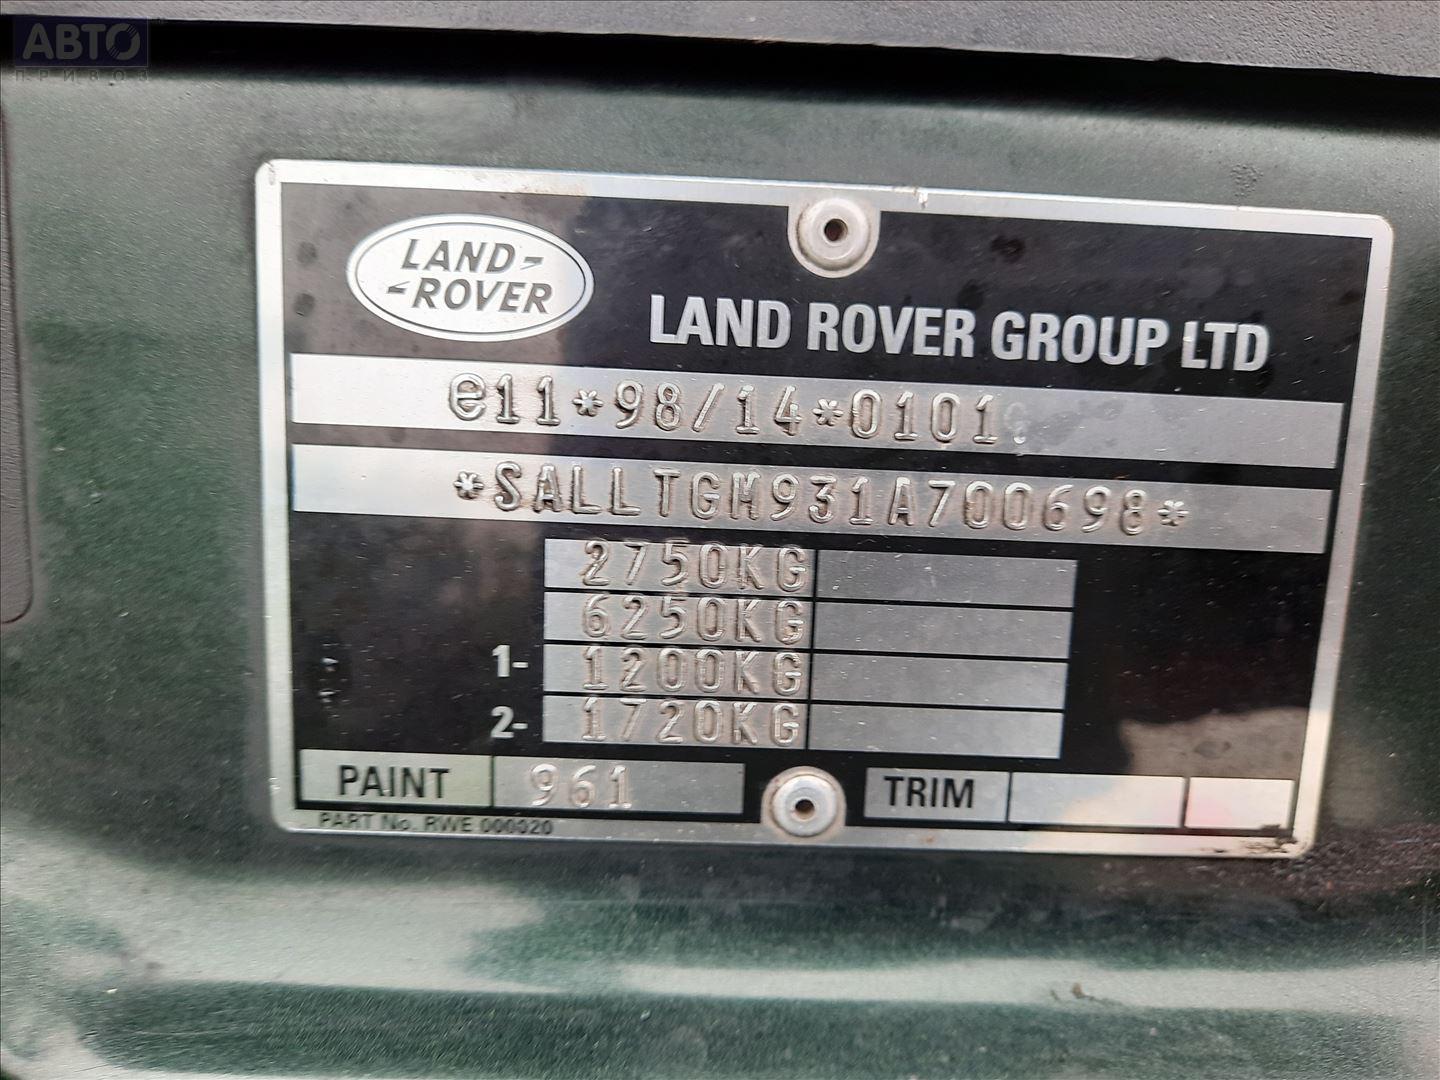 АВТО
ПРИВОЗ
LAND-
-ROVER
LAND ROVER GROUP LTD
e11*98/14*0101
*SALLTGM931A700698*
2750KG
6250KG
1- 1200KG
2- 1720KG
PAINT 961 TRIM
PART No. RWE 000020